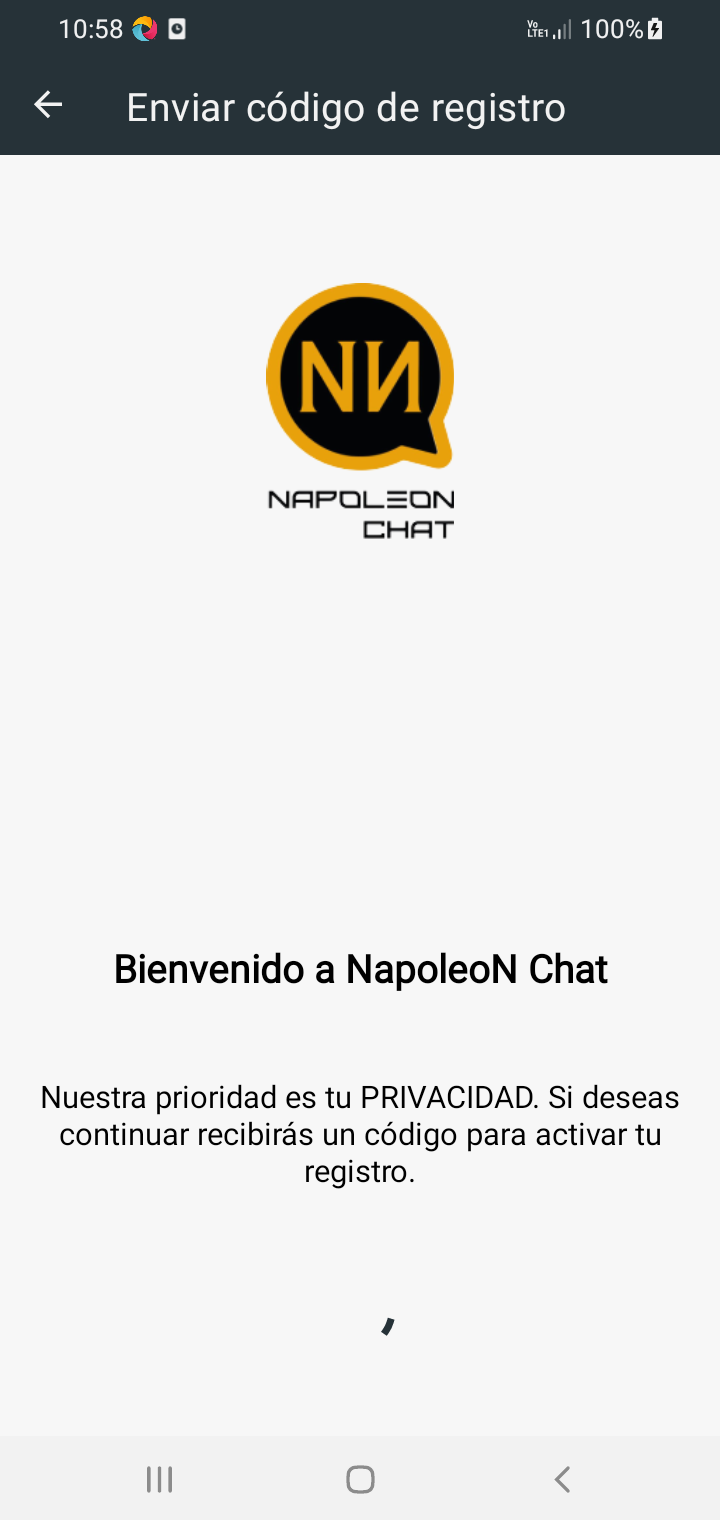 10:58
Vo
LTE1
100%
Enviar código de registro
NИ
NAPOLEON
CHAT
Bienvenido a NapoleoN Chat
Nuestra prioridad es tu PRIVACIDAD. Si deseas
continuar recibirás un código para activar tu
registro.